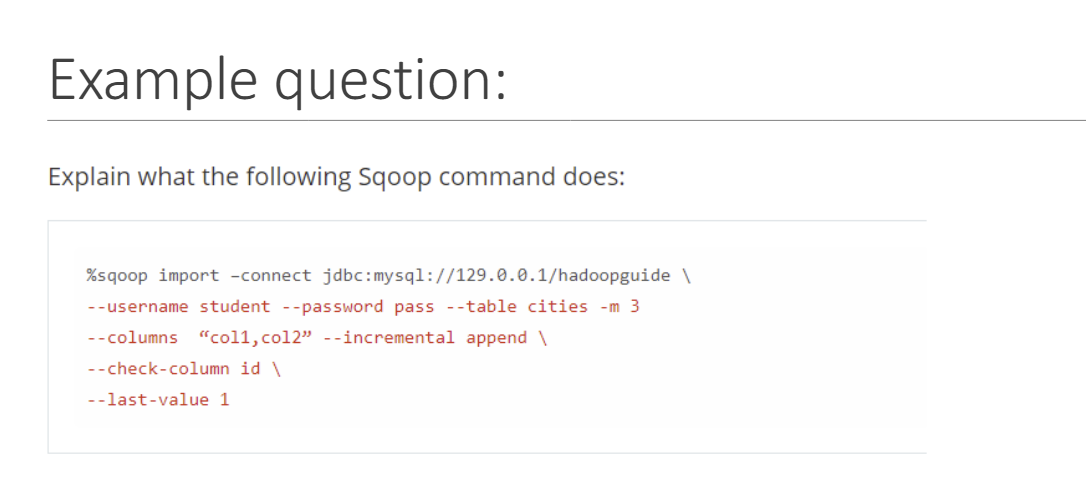 Example question:
Explain what the following Sqoop command does:
%sqoop import –connect jdbc:mysql://129.0.0.1/hadoopguide \
--username student --password pass --table cities -m 3
--columns “col1,col2” --incremental append \
--check-column id \
--last-value 1